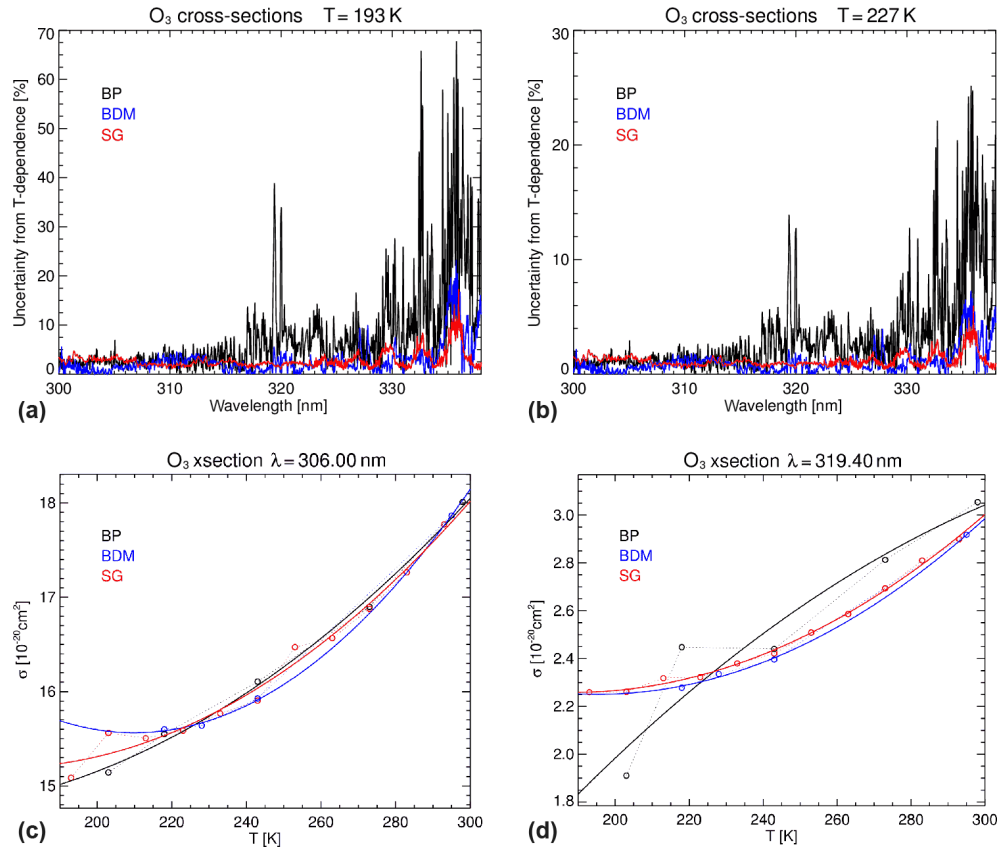 O₃ cross-sections T = 193 K
70
60
50
40
30
20
10
0
Uncertainty from T-dependence [%]
BP
BDM
SG
300
310
320
330
Wavelength [nm]
(a)
O₃ cross-sections T = 227 K
30
20
10
0
Uncertainty from T-dependence [%]
BP
BDM
SG
300
310
320
330
Wavelength [nm]
(b)
O₃ xsection λ = 306.00 nm
18
17
16
15
σ [10⁻²⁰cm²]
BP
BDM
SG
200
220
240
260
280
300
T [K]
(c)
O₃ xsection λ = 319.40 nm
3.0
2.8
2.6
2.4
2.2
2.0
1.8
σ [10⁻²⁰cm²]
BP
BDM
SG
200
220
240
260
280
300
T [K]
(d)